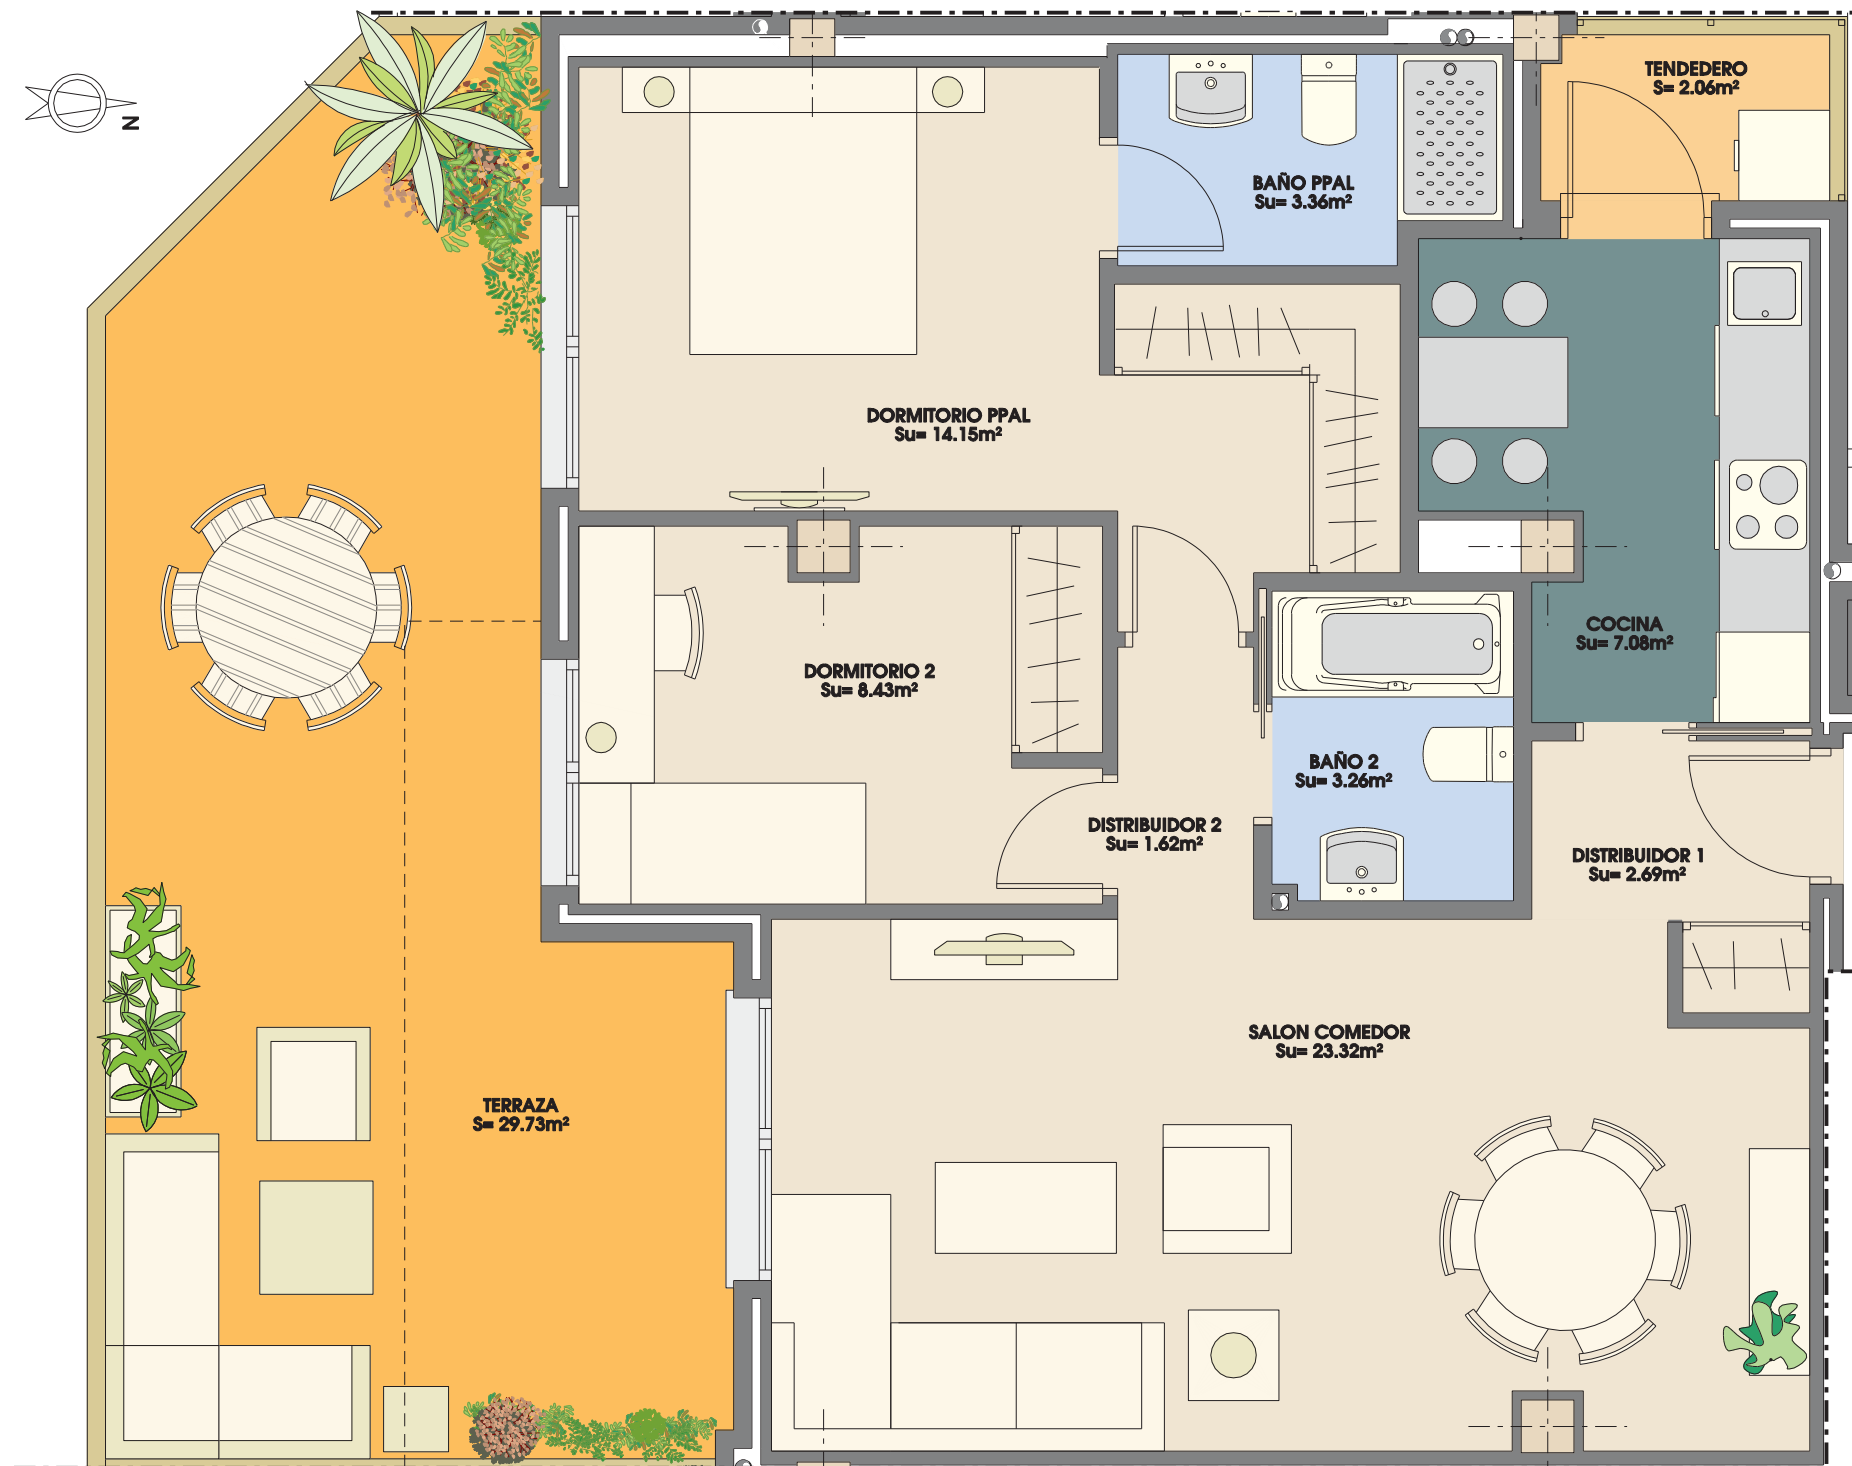 TENDEDERO
S= 2.06m²
N
BAÑO PPAL
Su= 3.36m²
DORMITORIO PPAL
Su= 14.15m²
COCINA
Su= 7.08m²
DORMITORIO 2
Su= 8.43m²
BAÑO 2
Su= 3.26m²
DISTRIBUIDOR 2
Su= 1.62m²
DISTRIBUIDOR 1
Su= 2.69m²
SALON COMEDOR
Su= 23.32m²
TERRAZA
S= 29.73m²